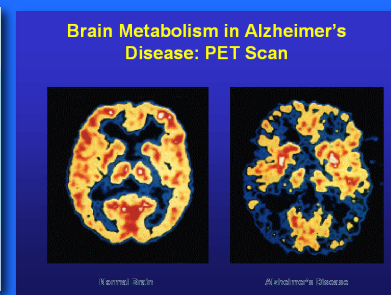 Brain Metabolism in Alzheimer's
Disease: PET Scan
Normal Brain
Alzheimer's Disease